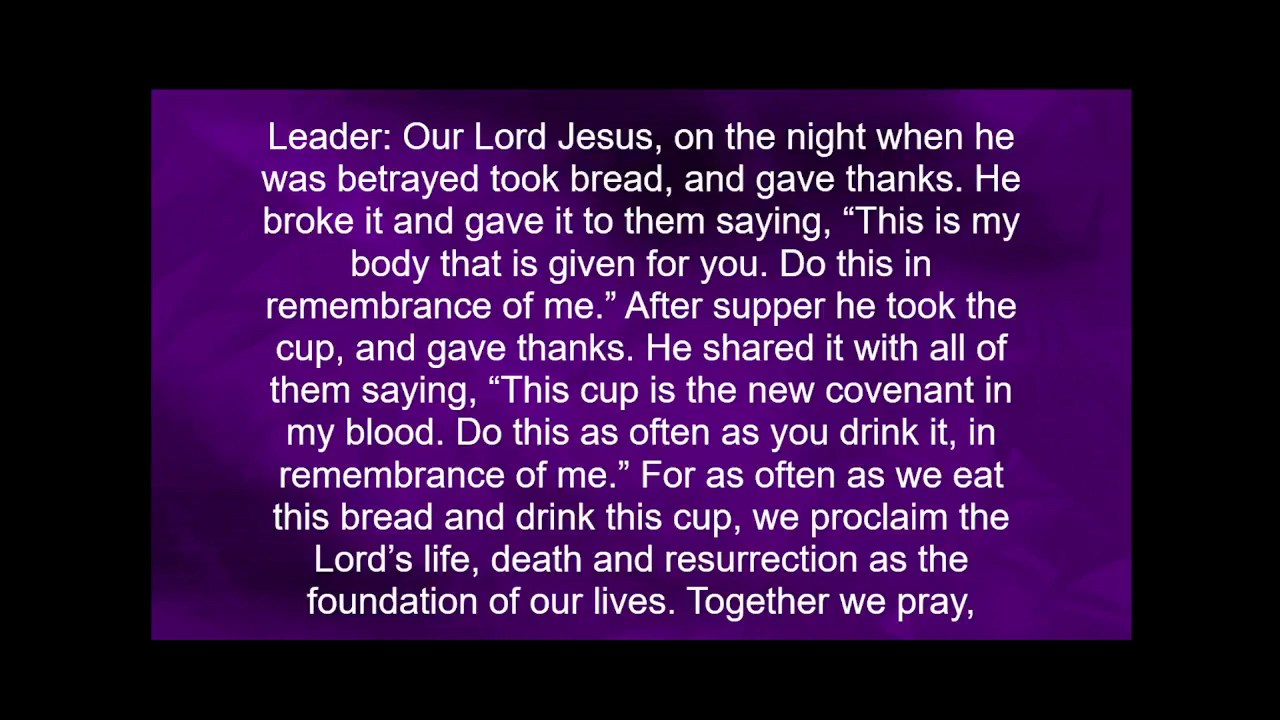 Leader: Our Lord Jesus, on the night when he
was betrayed took bread, and gave thanks. He
broke it and gave it to them saying, “This is my
body that is given for you. Do this in
remembrance of me.” After supper he took the
cup, and gave thanks. He shared it with all of
them saying, “This cup is the new covenant in
my blood. Do this as often as you drink it, in
remembrance of me.” For as often as we eat
this bread and drink this cup, we proclaim the
Lord’s life, death and resurrection as the
foundation of our lives. Together we pray,